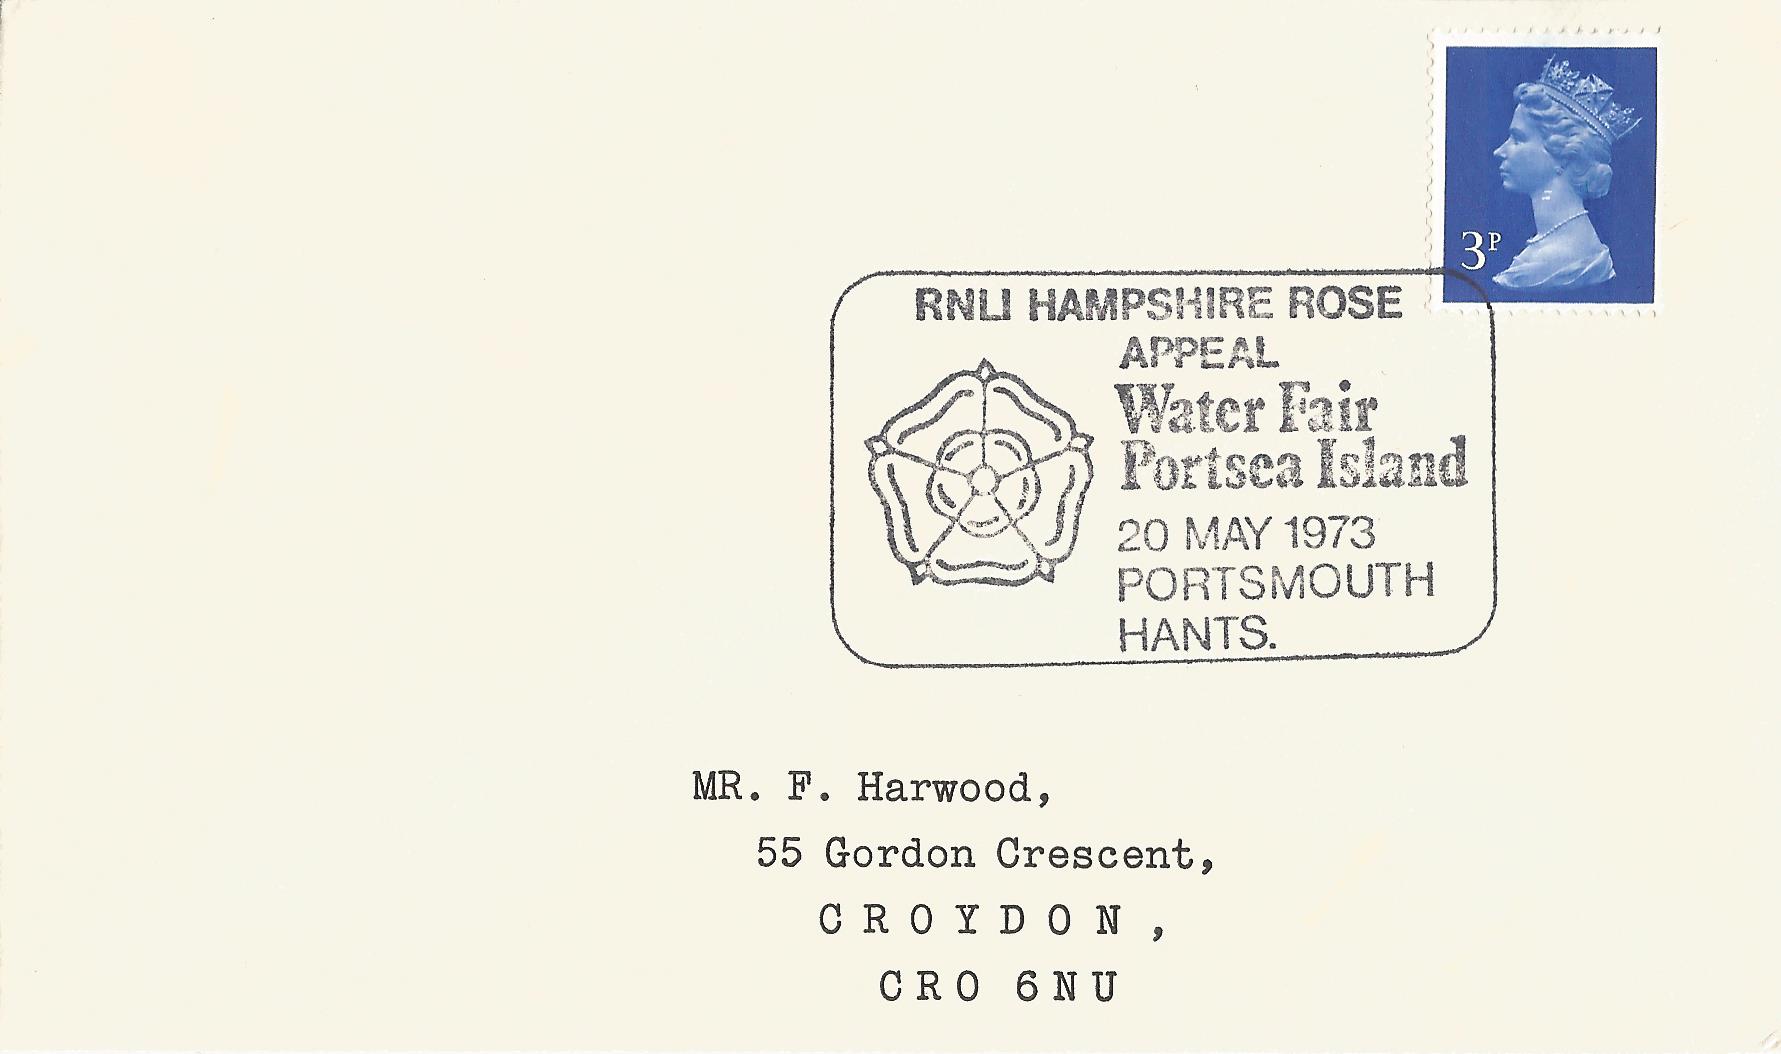 3P
RNLI HAMPSHIRE ROSE
APPEAL
Water Fair
Portsea Island
20 MAY 1973
PORTSMOUTH
HANTS.
MR. F. Harwood,
55 Gordon Crescent,
CROYDON,
CRO 6NU